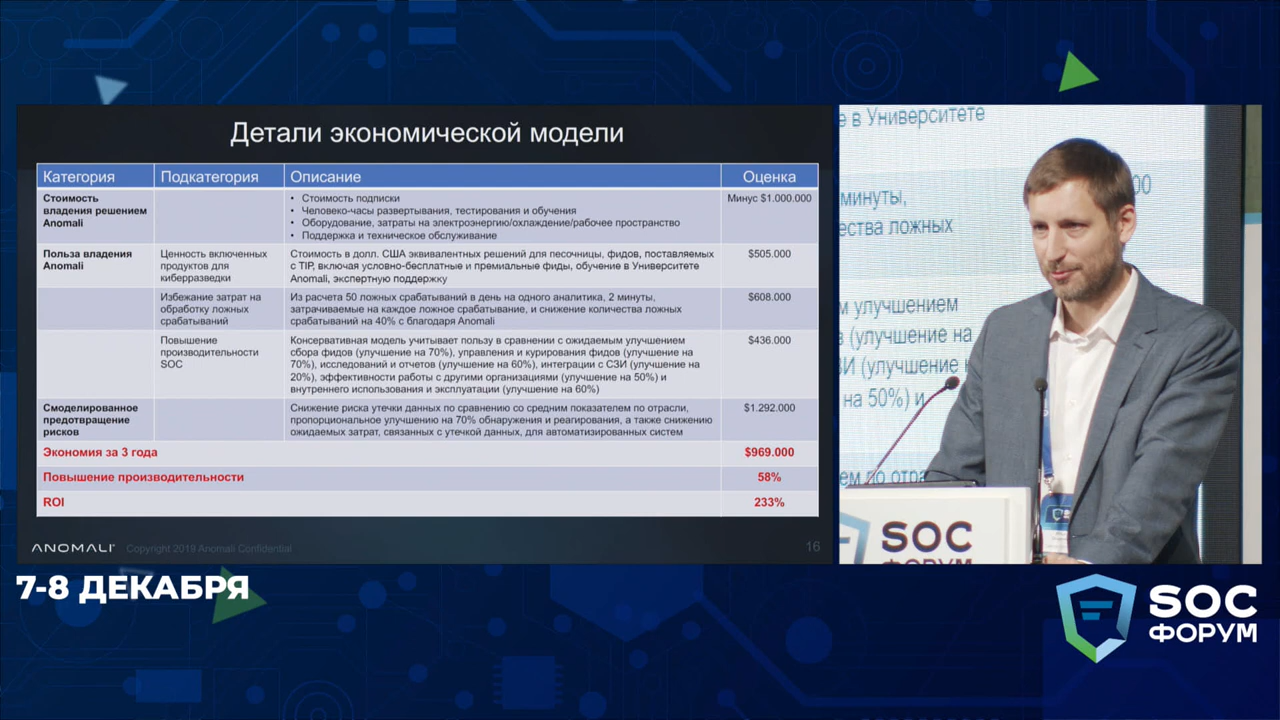 Детали экономической модели
Категория
Подкатегория
Описание
Оценка
Стоимость
владения решением
Anomali
• Стоимость подписки
• Человеко-часы развертывания, тестирования и обучения
• Оборудование, затраты на электроэнергию/охлаждение/рабочее пространство
• Поддержка и техническое обслуживание
Минус $1.000.000
Польза владения
Anomali
Ценность включенных
продуктов для
киберразведки
Стоимость в долл. США эквивалентных решений для песочницы, фидов, поставляемых
с TIP, включая условно-бесплатные и премиальные фиды, обучение в Университете
Anomali, экспертную поддержку
$505.000
Избежание затрат на
обработку ложных
срабатываний
Из расчета 50 ложных срабатываний в день на одного аналитика, 2 минуты,
затрачиваемые на каждое ложное срабатывание, и снижение количества ложных
срабатываний на 40% с благодаря Anomali
$608.000
Повышение
производительности
SOC
Консервативная модель учитывает пользу в сравнении с ожидаемым улучшением
сбора фидов (улучшение на 70%), управления и курирования фидов (улучшение на
70%), исследований и отчетов (улучшение на 60%), интеграции с СЗИ (улучшение на
20%), эффективности работы с другими организациями (улучшение на 50%) и
внутреннего использования и эксплуатации (улучшение на 60%)
$436.000
Смоделированное
предотвращение
рисков
Снижение риска утечки данных по сравнению со средним показателем по отрасли,
пропорциональное улучшению на 70% обнаружения и реагирования, а также снижению
ожидаемых затрат, связанных с утечкой данных, для автоматизированных систем
$1.292.000
Экономия за 3 года
$969.000
Повышение производительности
58%
ROI
233%
ANOMALI
Copyright 2019 Anomali Confidential
16
е в Университете
минуты,
ества ложных
00
м улучшением
(улучшение на
ЗИ (улучшение
на 50%) и
ем по отра
SOC
ФОРУМ
7-8 ДЕКАБРЯ
SOC
ФОРУМ